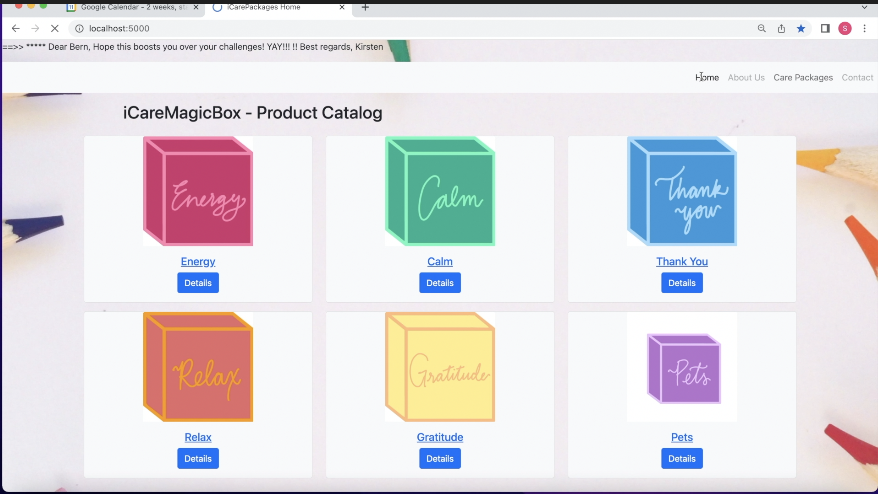 Google Calendar - 2 weeks, st
iCarePackages Home
localhost:5000
S
==>> ***** Dear Bern, Hope this boosts you over your challenges! YAY!!! !! Best regards, Kirsten
Home About Us Care Packages Contact
iCareMagicBox - Product Catalog
Energy
Calm
Thank
you
Energy
Calm
Thank You
Details
Details
Details
Relax
Gratitude
Pets
Relax
Gratitude
Pets
Details
Details
Details